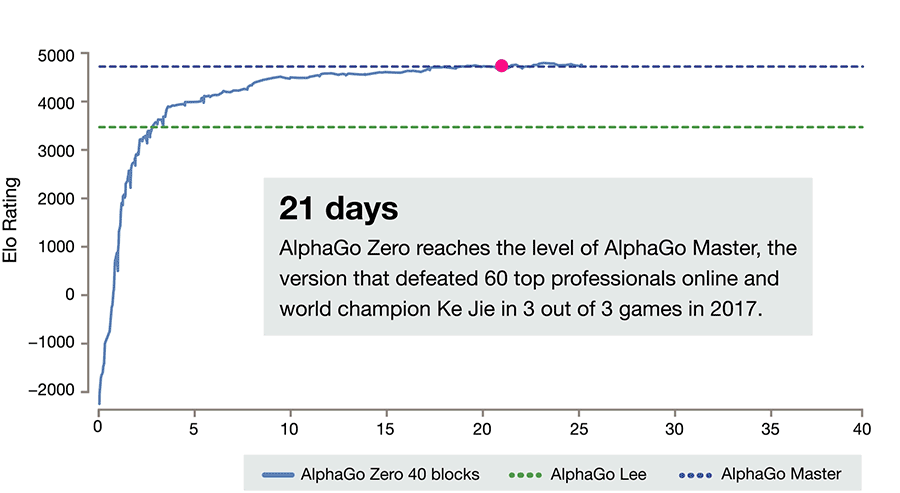 5000
4000
3000
2000
1000
0
−1000
−2000
Elo Rating
21 days
AlphaGo Zero reaches the level of AlphaGo Master, the
version that defeated 60 top professionals online and
world champion Ke Jie in 3 out of 3 games in 2017.
0 5 10 15 20 25 30 35 40
AlphaGo Zero 40 blocks AlphaGo Lee AlphaGo Master